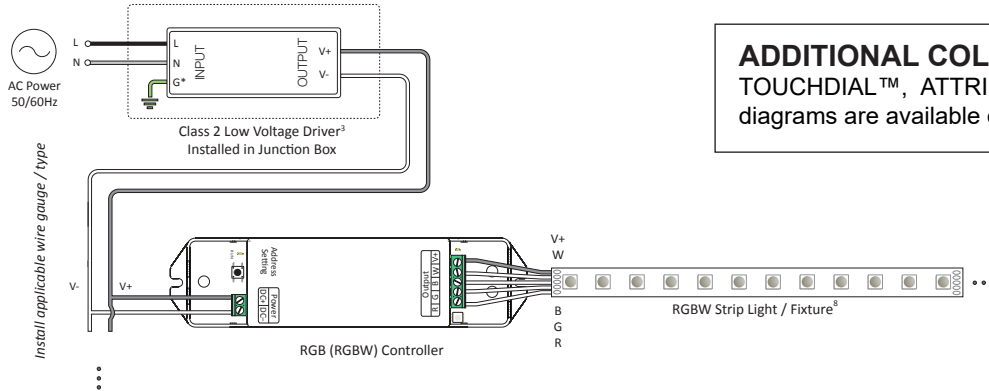 L
N
AC Power
50/60Hz
L
N
G*
INPUT
OUTPUT
V+
V-
Class 2 Low Voltage Driver³
Installed in Junction Box
ADDITIONAL COL
TOUCHDIAL™, ATTRI
diagrams are available
Install applicable wire gauge / type
V-
V+
Address
Setting
Power
DC+ DC-
Output
R | G | B | W | V+
RGB (RGBW) Controller
V+
W
B
G
R
RGBW Strip Light / Fixture⁸